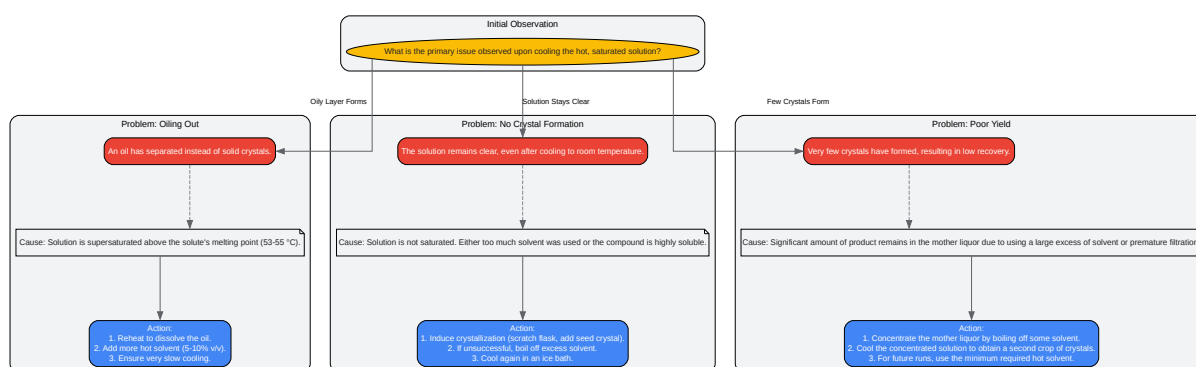 Initial Observation
What is the primary issue observed upon cooling the hot, saturated solution?
Oily Layer Forms
Solution Stays Clear
Few Crystals Form
Problem: Oiling Out
An oil has separated instead of solid crystals.
Cause: Solution is supersaturated above the solute's melting point (53-55 °C).
Action:
1. Reheat to dissolve the oil.
2. Add more hot solvent (5-10% v/v).
3. Ensure very slow cooling.
Problem: No Crystal Formation
The solution remains clear, even after cooling to room temperature.
Cause: Solution is not saturated. Either too much solvent was used or the compound is highly soluble.
Action:
1. Induce crystallization (scratch flask, add seed crystal).
2. If unsuccessful, boil off excess solvent.
3. Cool again in an ice bath.
Problem: Poor Yield
Very few crystals have formed, resulting in low recovery.
Cause: Significant amount of product remains in the mother liquor due to using a large excess of solvent or premature filtration
Action:
1. Concentrate the mother liquor by boiling off some solvent.
2. Cool the concentrated solution to obtain a second crop of crystals.
3. For future runs, use the minimum required hot solvent.